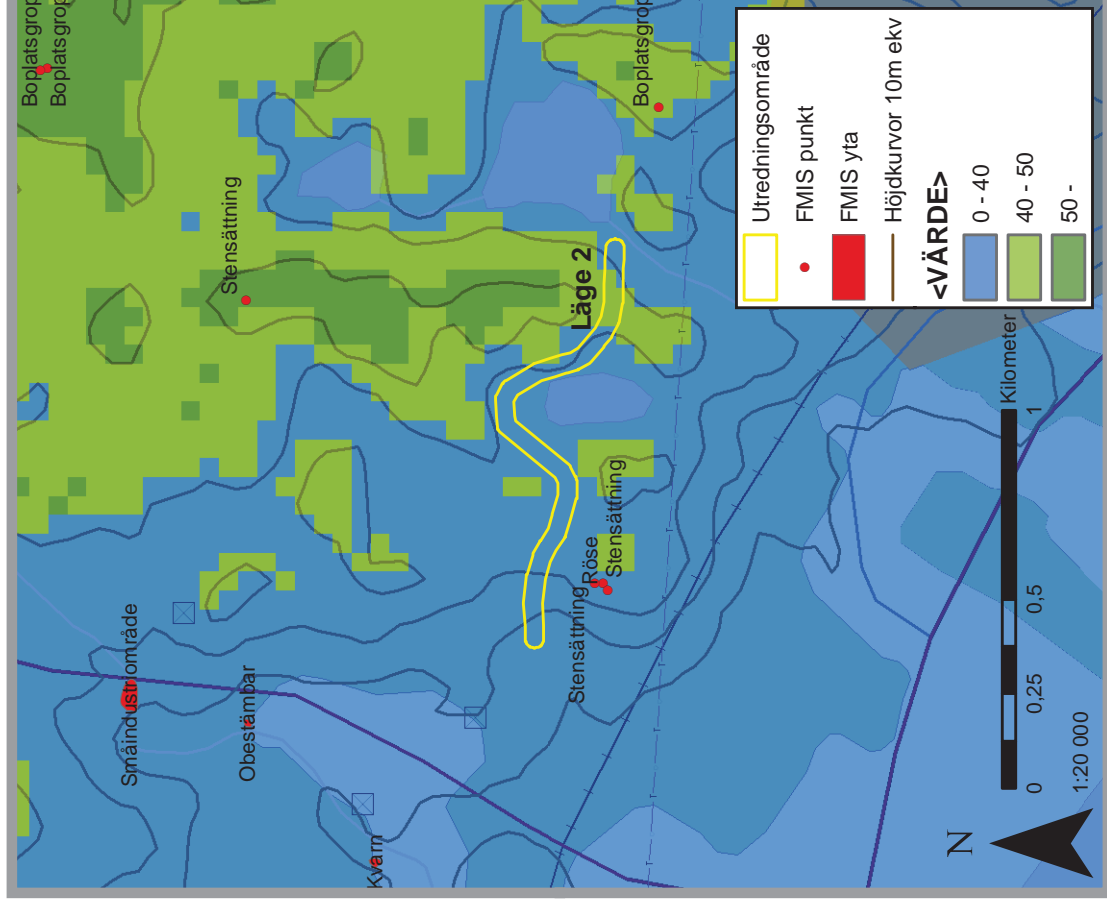 Boplatsgrop
Boplatsgrop
Stensättning
Boplatsgrop
Läge 2
Röse
Stensättning
Stensättning
Småindustriområde
Obestämbar
Kvarn
Utredningsområde
FMIS punkt
FMIS yta
Höjdkurvor 10m ekv
<VÄRDE>
0 - 40
40 - 50
50 -
N
0 0,25 0,5 1
Kilometer
1:20 000